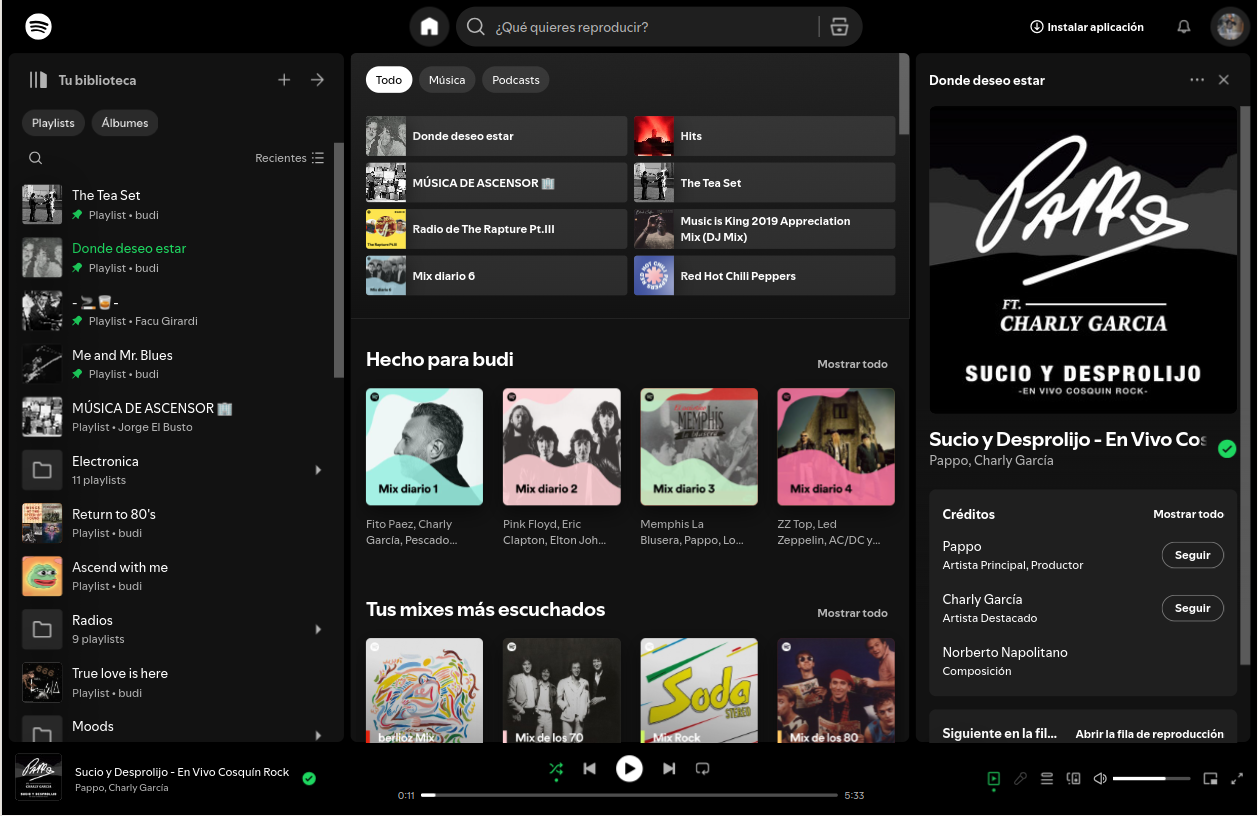 ¿Qué quieres reproducir?
Instalar aplicación
Tu biblioteca
Playlists
Álbumes
Recientes
The Tea Set
Playlist • budi
Donde deseo estar
Playlist • budi
- 🚬🥃 -
Playlist • Facu Girardi
Me and Mr. Blues
Playlist • budi
MÚSICA DE ASCENSOR 🏢
Playlist • Jorge El Busto
Electronica
11 playlists
Return to 80's
Playlist • budi
Ascend with me
Playlist • budi
Radios
9 playlists
True love is here
Playlist • budi
Moods
Todo
Música
Podcasts
Donde deseo estar
Hits
MÚSICA DE ASCENSOR 🏢
The Tea Set
Radio de The Rapture Pt.III
Music is King 2019 Appreciation
Mix (DJ Mix)
Mix diario 6
Red Hot Chili Peppers
Hecho para budi
Mostrar todo
Mix diario 1
Mix diario 2
MEMPHIS
Mix diario 3
Mix diario 4
Fito Paez, Charly
García, Pescado...
Pink Floyd, Eric
Clapton, Elton Joh...
Memphis La
Blusera, Pappo, Lo...
ZZ Top, Led
Zeppelin, AC/DC y...
Tus mixes más escuchados
Mostrar todo
berlioz Mix
Mix de los 70
Soda
STEREO
Mix Rock
Mix de los 80
Donde deseo estar
PAPPO
FT.
CHARLY GARCIA
SUCIO Y DESPROLIJO
-EN VIVO COSQUIN ROCK-
Sucio y Desprolijo - En Vivo Cos
Pappo, Charly García
Créditos
Mostrar todo
Pappo
Artista Principal, Productor
Seguir
Charly García
Artista Destacado
Seguir
Norberto Napolitano
Composición
Siguiente en la fil...
Abrir la fila de reproducción
Sucio y Desprolijo - En Vivo Cosquín Rock
Pappo, Charly García
0:11
5:33